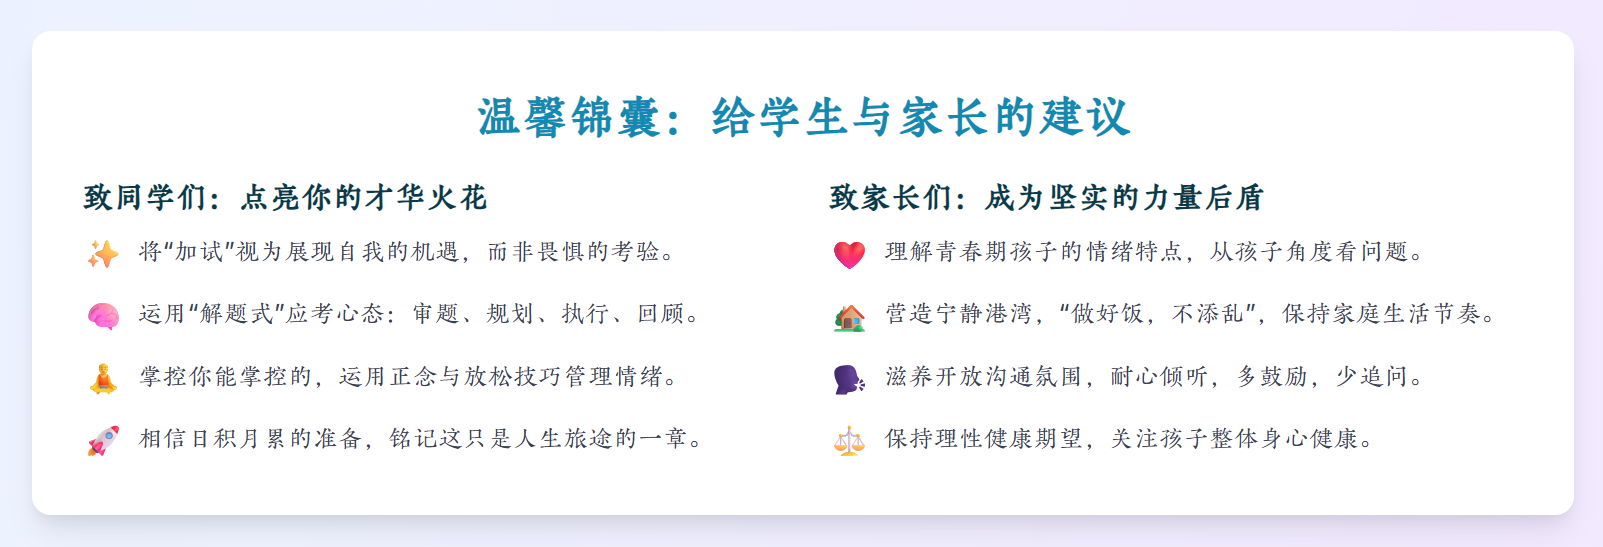 温馨锦囊：给学生与家长的建议
致同学们：点亮你的才华火花
将“加试”视为展现自我的机遇，而非畏惧的考验。
运用“解题式”应考心态：审题、规划、执行、回顾。
掌控你能掌控的，运用正念与放松技巧管理情绪。
相信日积月累的准备，铭记这只是人生旅途的一章。
致家长们：成为坚实的力量后盾
理解青春期孩子的情绪特点，从孩子角度看问题。
营造宁静港湾，“做好饭，不添乱”，保持家庭生活节奏。
滋养开放沟通氛围，耐心倾听，多鼓励，少追问。
保持理性健康期望，关注孩子整体身心健康。